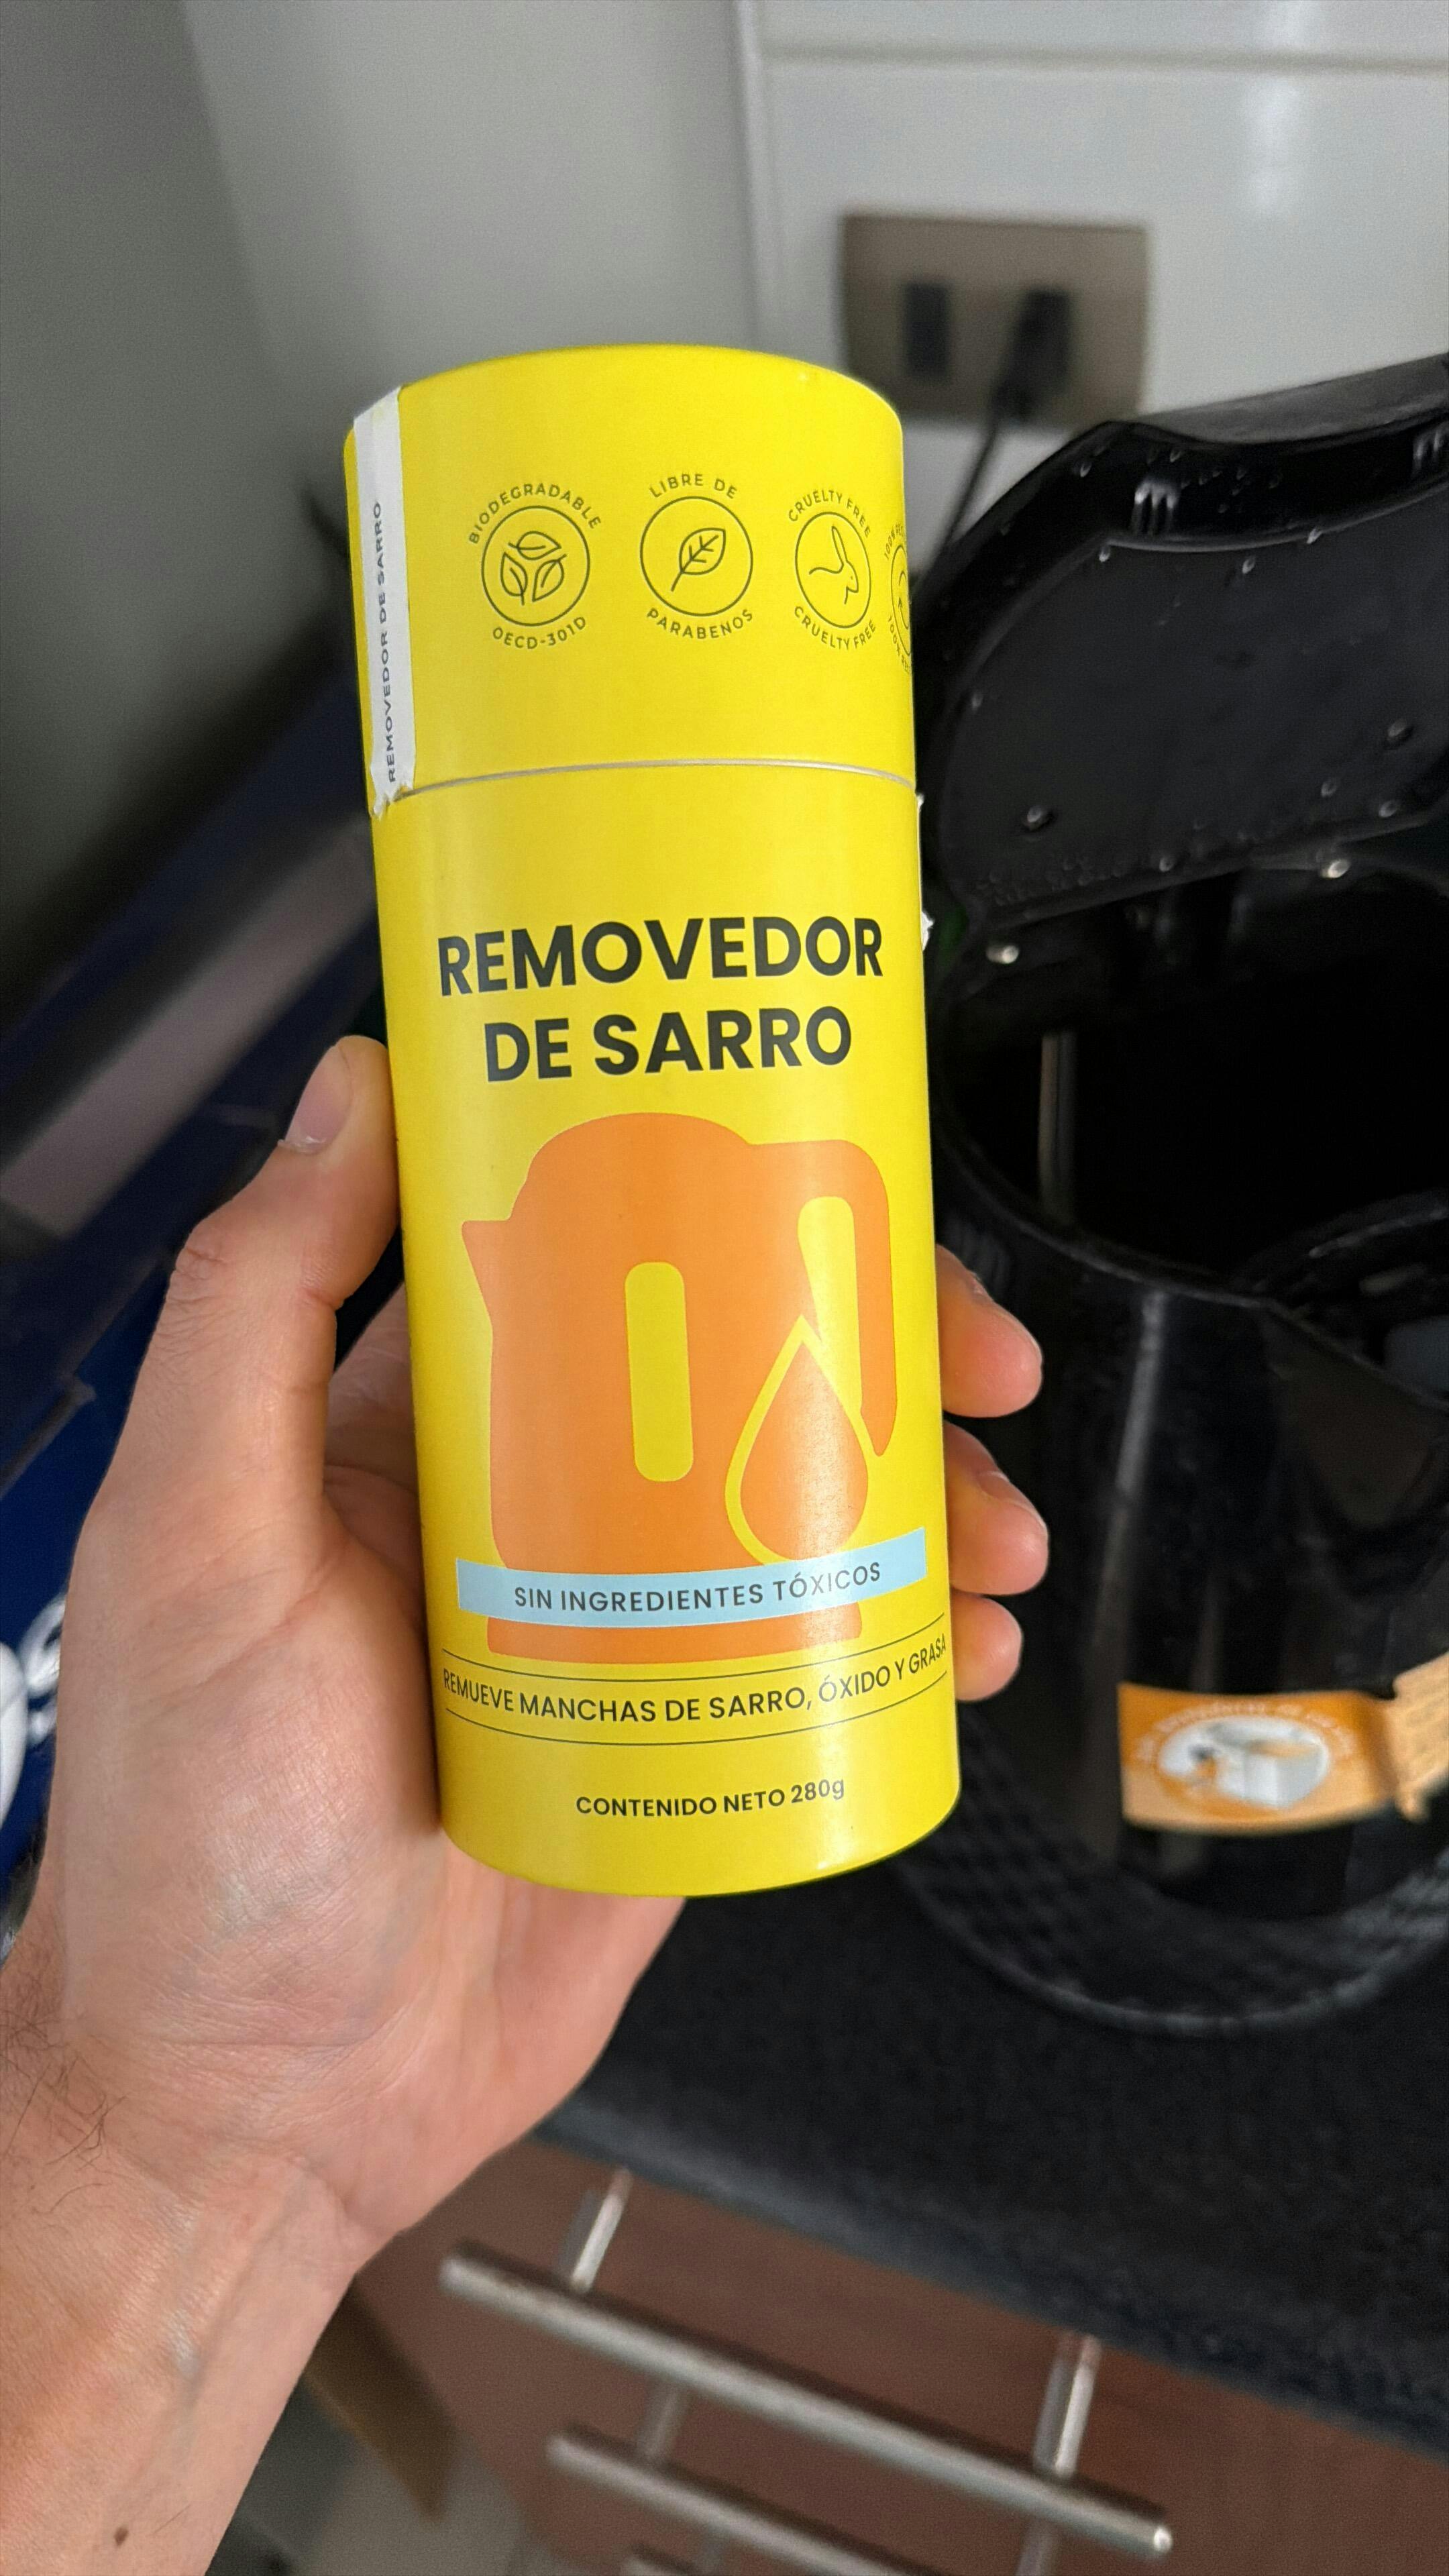 BIODEGRADABLE
OECD-301D
LIBRE DE
PARABENOS
CRUELTY FREE
CRUELTY FREE
REMOVEDOR DE SARRO
REMOVEDOR
DE SARRO
SIN INGREDIENTES TÓXICOS
REMUEVE MANCHAS DE SARRO, ÓXIDO Y GRASA
CONTENIDO NETO 280g